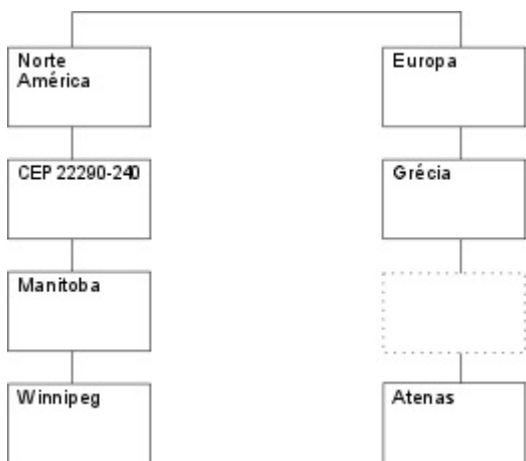 Norte
América
Europa
CEP 22290-240
Grécia
Manitoba
Winnipeg
Atenas